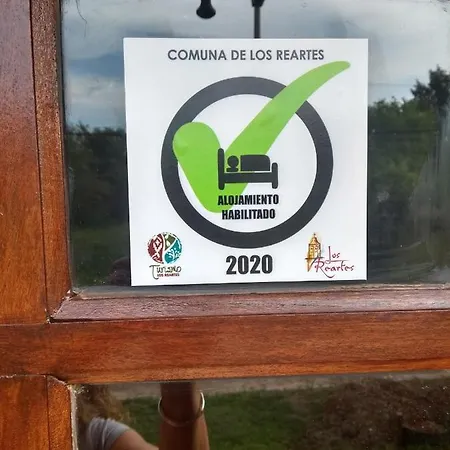 COMUNA DE LOS REARTES
ALOJAMIENTO
HABILITADO
2020
Turismo
LOS REARTES
Los
Reartes